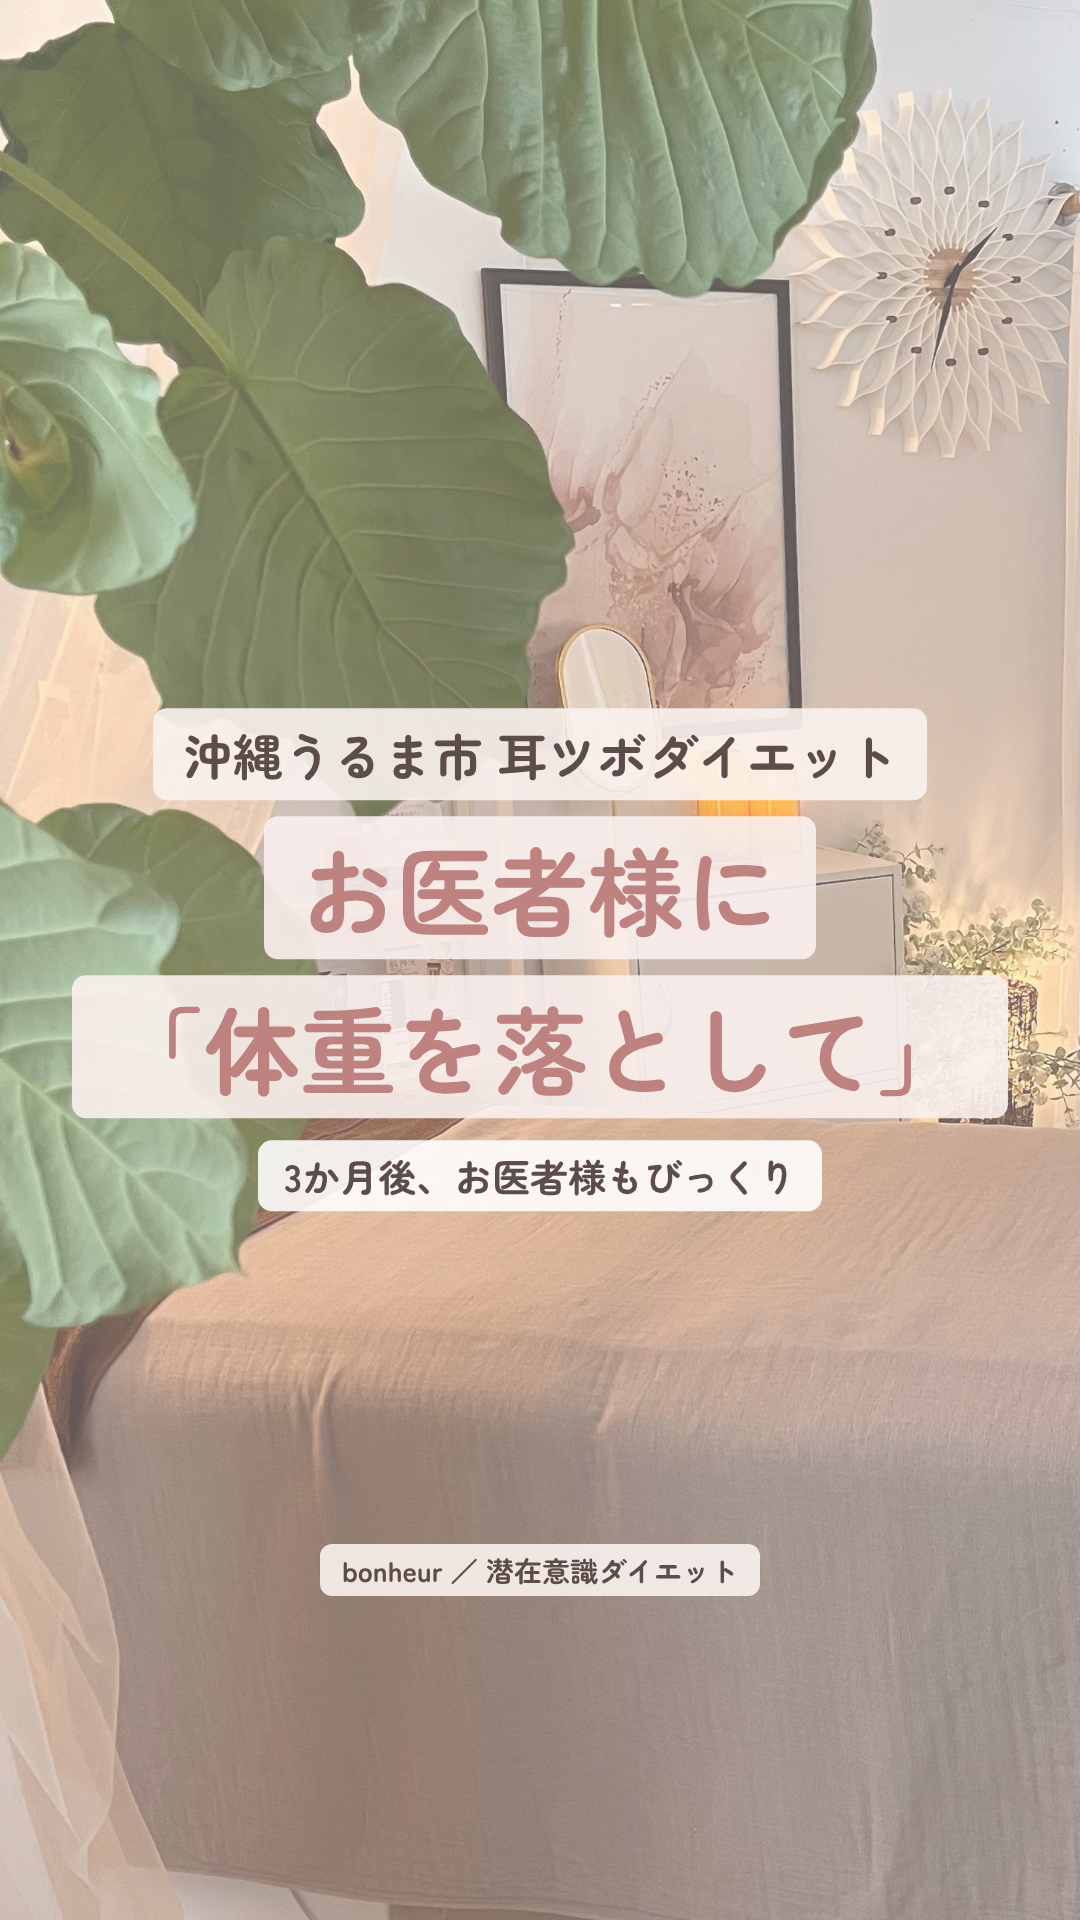 沖縄うるま市 耳ツボダイエット
お医者様に
「体重を落として」
3か月後、お医者様もびっくり
bonheur ／ 潜在意識ダイエット